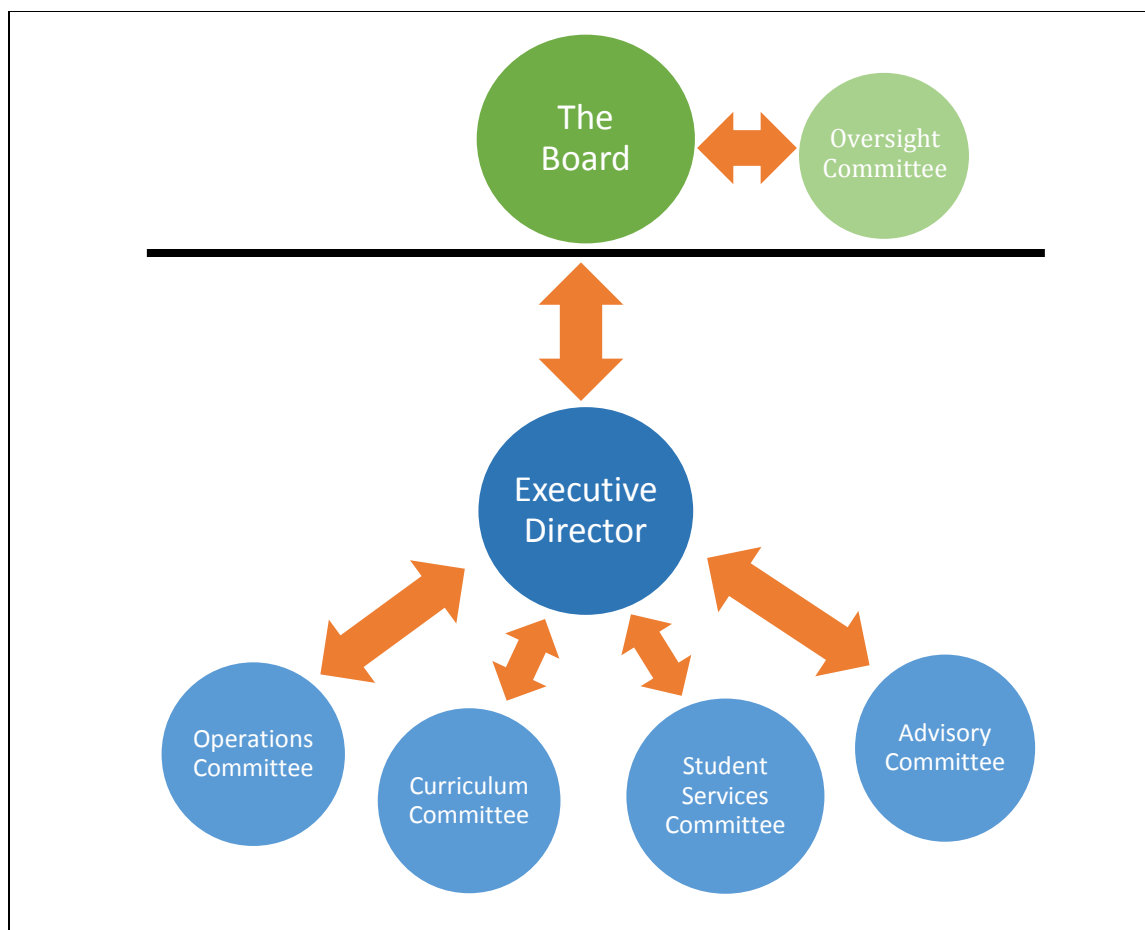 The
Board
Oversight
Committee
Executive
Director
Operations
Committee
Curriculum
Committee
Student
Services
Committee
Advisory
Committee